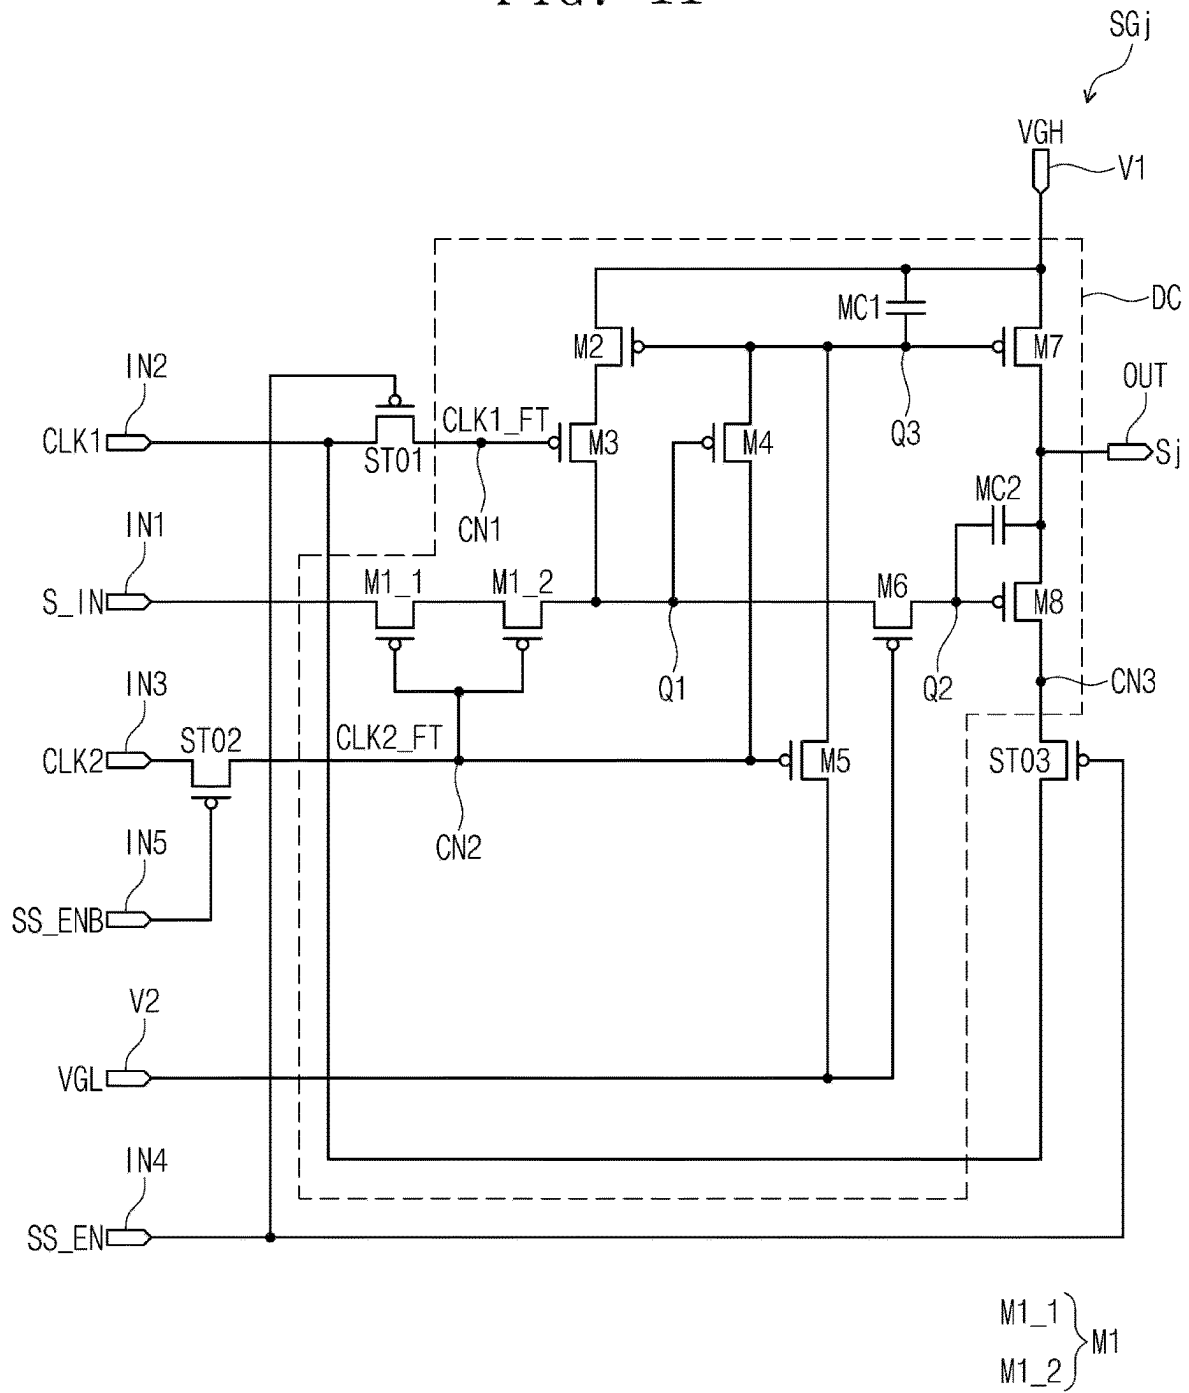 FIG. 11
SGj
VGH
V1
DC
MC1
M2
M7
IN2
OUT
CLK1_FT
CLK1
M3
M4
Q3
Sj
ST01
MC2
IN1
CN1
M1_1
M1_2
M6
S_IN
M8
IN3
Q1
Q2
CN3
ST02
CLK2_FT
CLK2
M5
ST03
IN5
CN2
SS_ENB
V2
VGL
IN4
SS_EN
M1_1
M1
M1_2